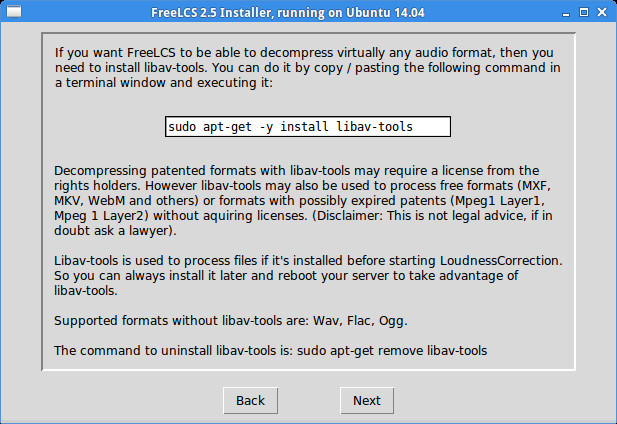 FreeLCS 2.5 Installer, running on Ubuntu 14.04
If you want FreeLCS to be able to decompress virtually any audio format, then you
need to install libav-tools. You can do it by copy / pasting the following command in
a terminal window and executing it:
sudo apt-get -y install libav-tools
Decompressing patented formats with libav-tools may require a license from the
rights holders. However libav-tools may also be used to process free formats (MXF,
MKV, WebM and others) or formats with possibly expired patents (Mpeg1 Layer1,
Mpeg 1 Layer2) without aquiring licenses. (Disclaimer: This is not legal advice, if in
doubt ask a lawyer).
Libav-tools is used to process files if it's installed before starting LoudnessCorrection.
So you can always install it later and reboot your server to take advantage of
libav-tools.
Supported formats without libav-tools are: Wav, Flac, Ogg.
The command to uninstall libav-tools is: sudo apt-get remove libav-tools
Back
Next